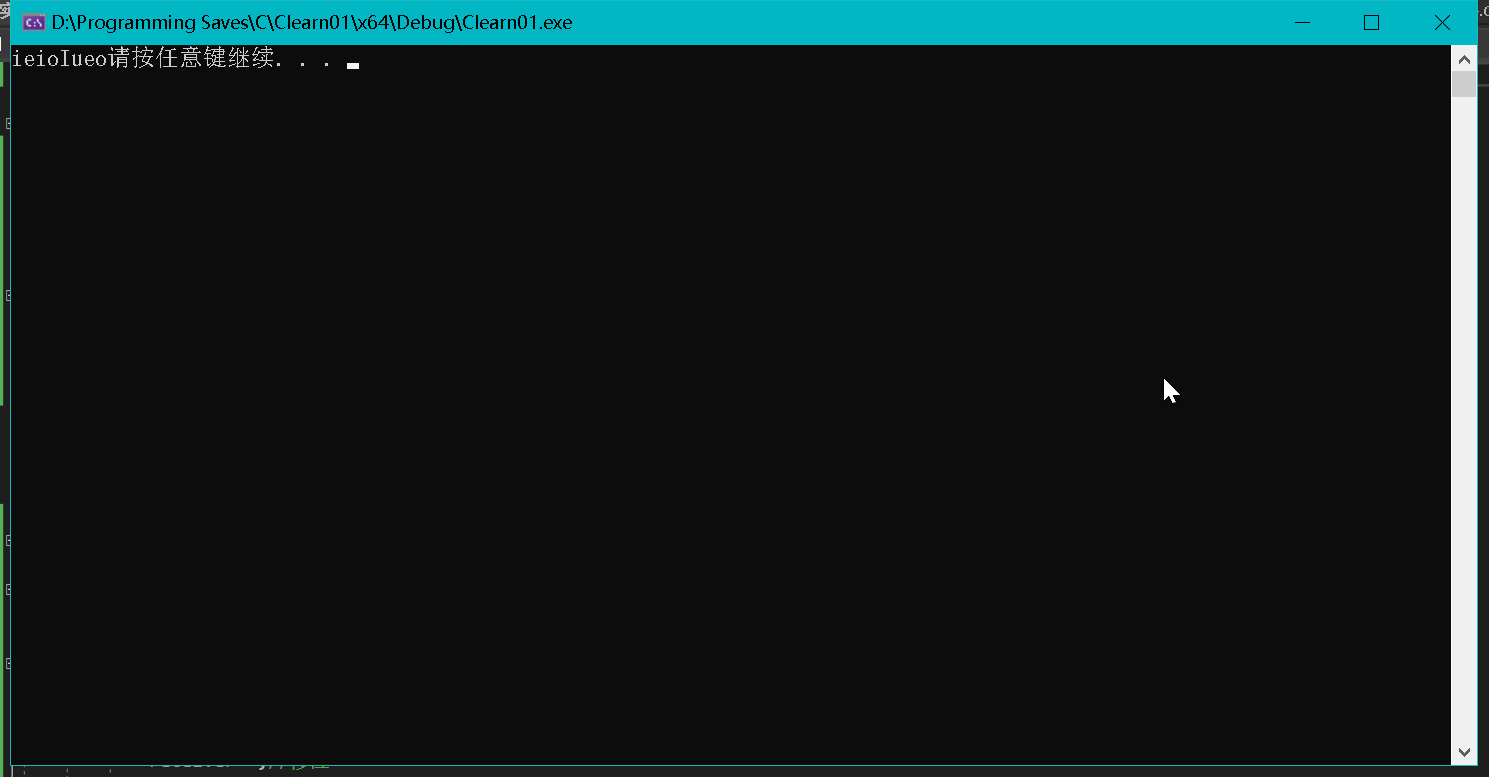 D:\Programming Saves\C\Clearn01\x64\Debug\Clearn01.exe
ieioIueo请按任意键继续. . .